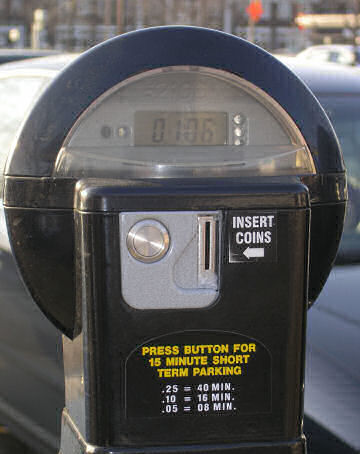 0106
INSERT
COINS
PRESS BUTTON FOR
15 MINUTE SHORT
TERM PARKING
.25 = 40 MIN.
.10 = 16 MIN.
.05 = 08 MIN.